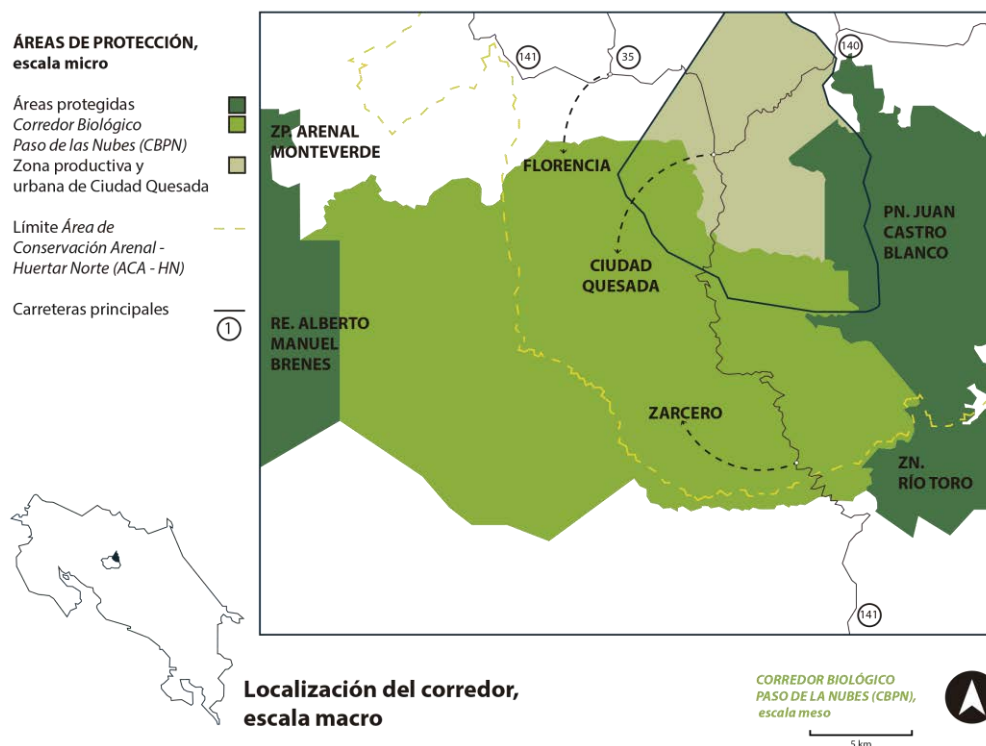 ÁREAS DE PROTECCIÓN,
escala micro
Áreas protegidas
Corredor Biológico
Paso de las Nubes (CBPN)
Zona productiva y
urbana de Ciudad Quesada
Límite Área de
Conservación Arenal -
Huertar Norte (ACA - HN)
Carreteras principales
1
141
35
140
ZP. ARENAL
MONTEVERDE
FLORENCIA
PN. JUAN
CASTRO
BLANCO
CIUDAD
QUESADA
RE. ALBERTO
MANUEL
BRENES
ZARCERO
ZN.
RÍO TORO
141
Localización del corredor,
escala macro
CORREDOR BIOLÓGICO
PASO DE LA NUBES (CBPN),
escala meso
5 km